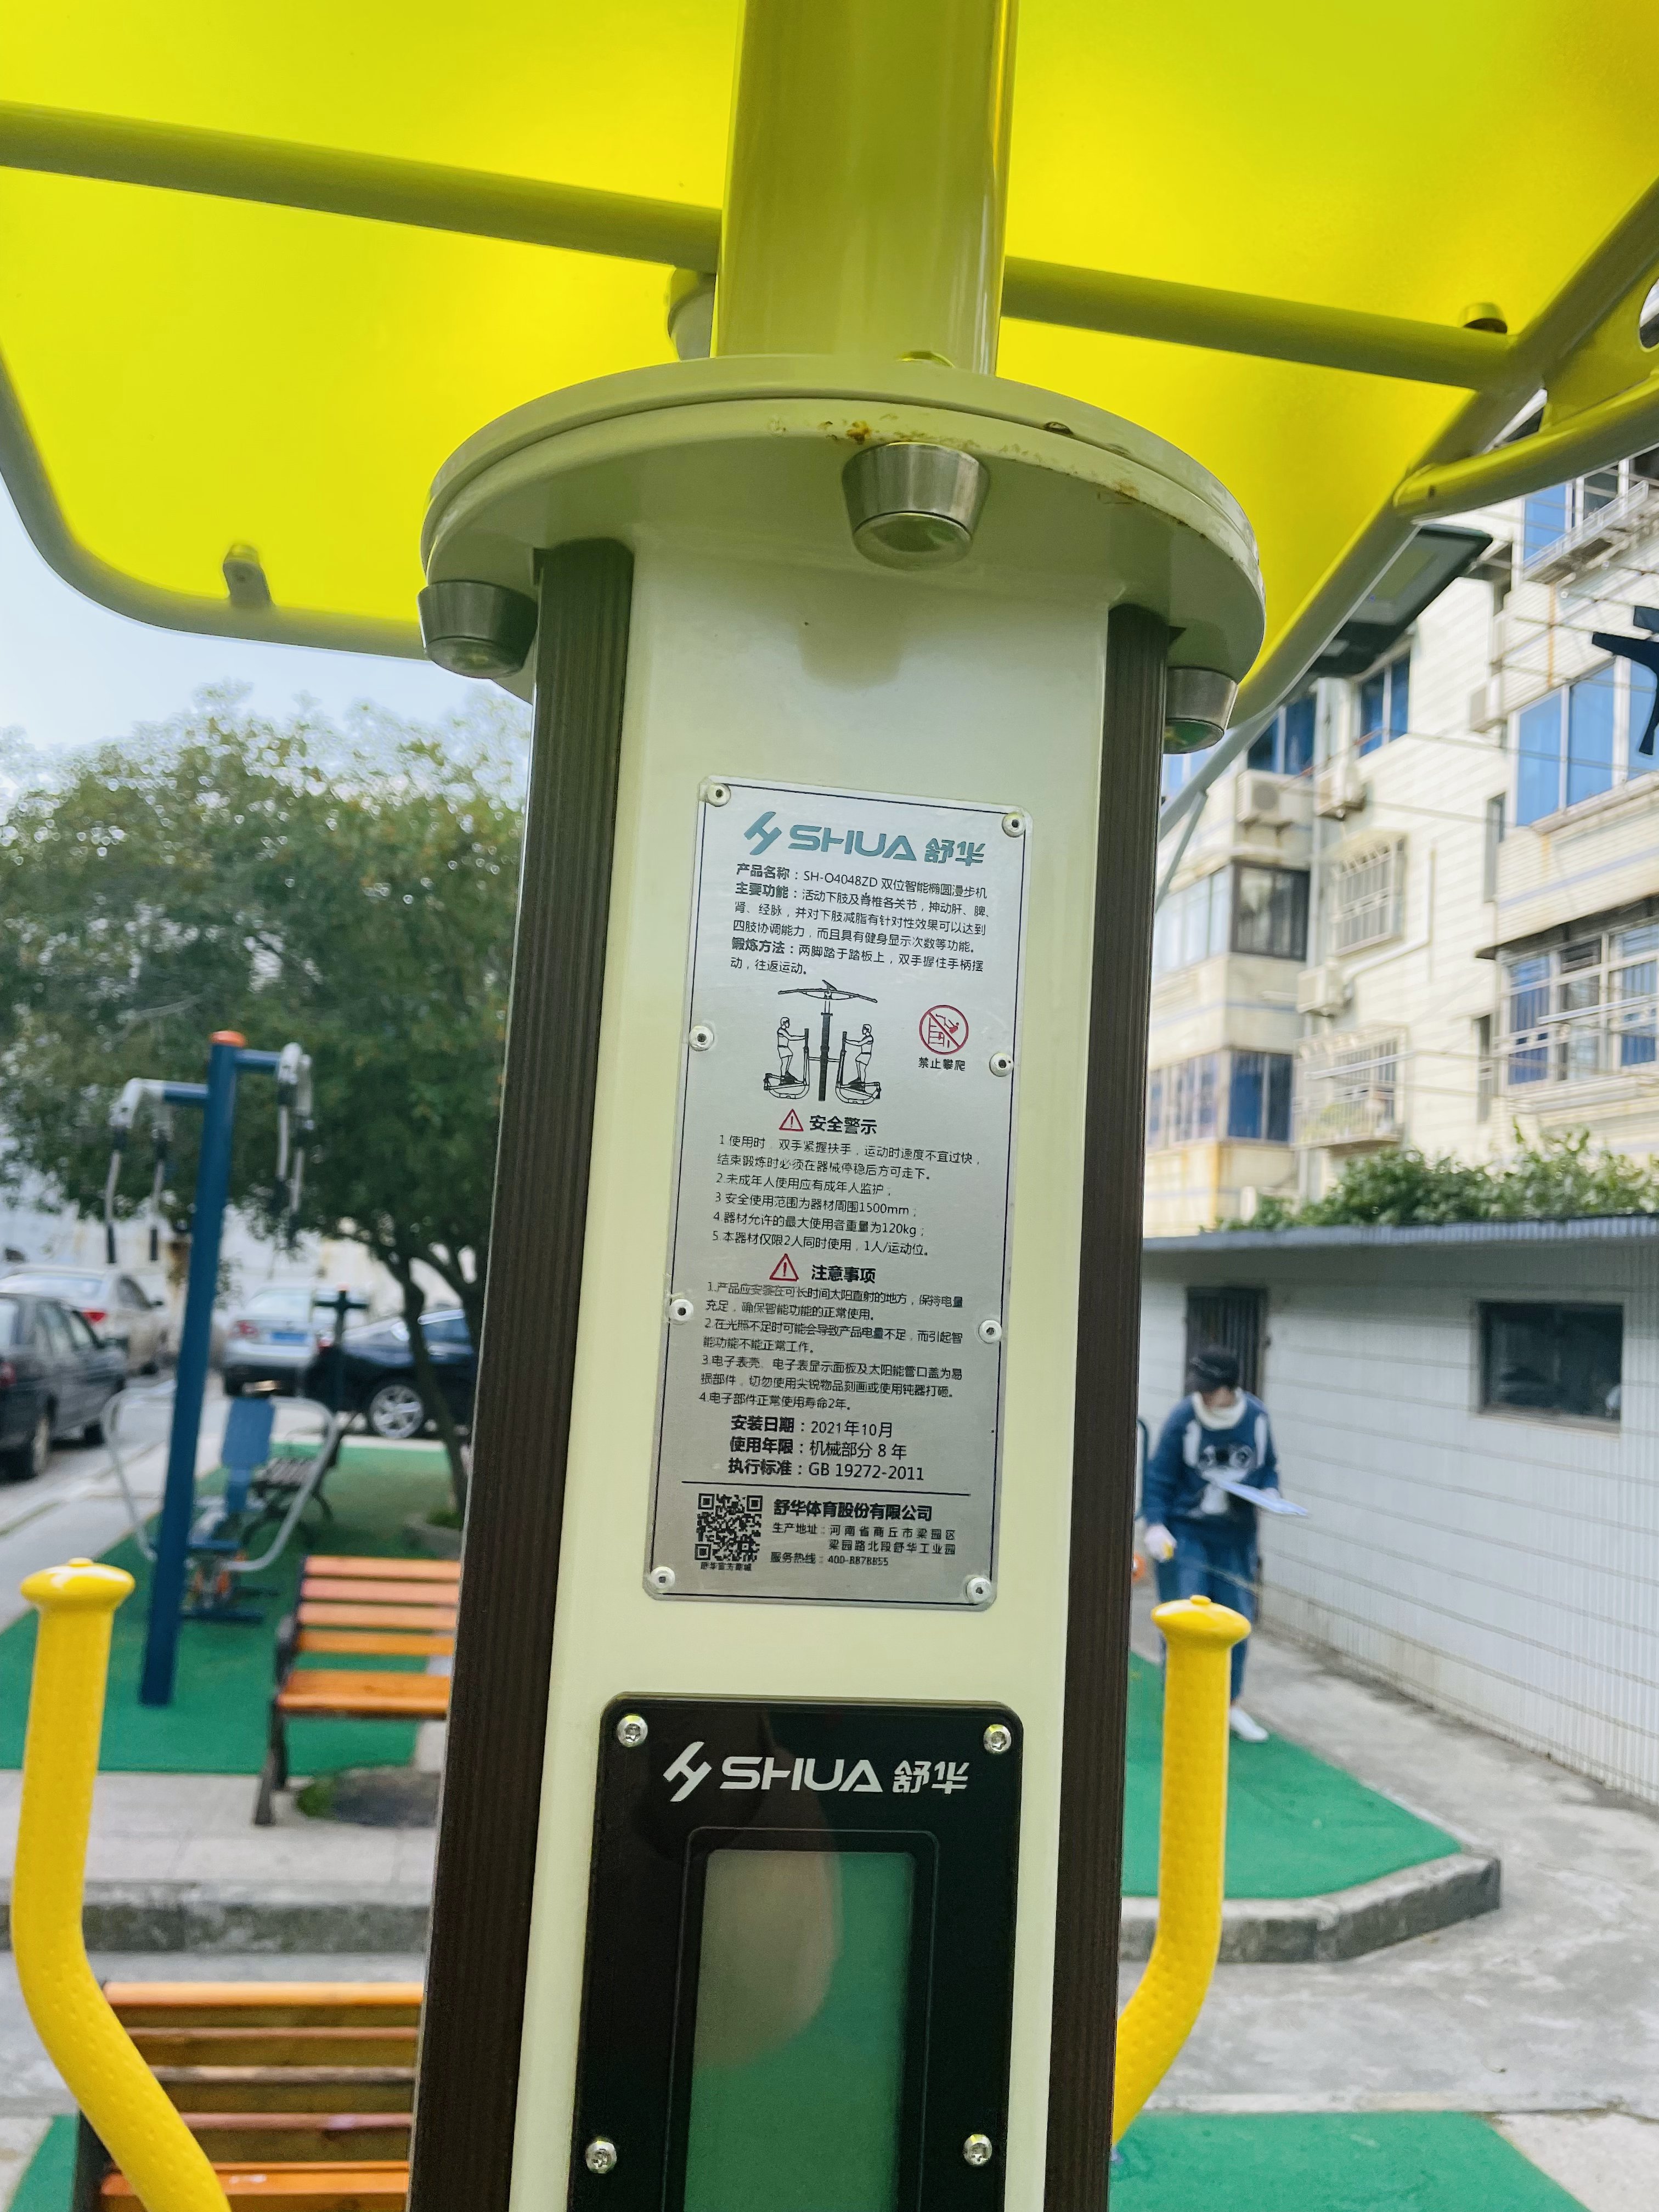 SHUA 舒华
产品名称：SH-O4048ZD 双位智能椭圆漫步机
主要功能：活动下肢及脊椎各关节，抻动肝、脾、
肾、经脉，并对下肢减脂有针对性效果可以达到
四肢协调能力，而且具有健身显示次数等功能。
锻炼方法：两脚踏于踏板上，双手握住手柄摆
动，往返运动。
禁止攀爬
安全警示
1.使用时，双手紧握扶手，运动时速度不宜过快，
结束锻炼时必须在器械停稳后方可走下。
2.未成年人使用应有成年人监护；
3.安全使用范围为器材周围1500mm；
4.器材允许的最大使用者重量为120kg；
5.本器材仅限2人同时使用，1人/运动位。
注意事项
1.产品应安装在可长时间太阳直射的地方，保持电量
充足，确保智能功能的正常使用。
2.在光照不足时可能会导致产品电量不足，而引起智
能功能不能正常工作。
3.电子表壳、电子表显示面板及太阳能管口盖为易
损部件，切勿使用尖锐物品刻画或使用钝器打砸。
4.电子部件正常使用寿命2年。
安装日期：2021年10月
使用年限：机械部分 8 年
执行标准：GB 19272-2011
舒华体育股份有限公司
生产地址：河南省商丘市梁园区
梁园路北段舒华工业园
服务热线：400-8878855
舒华官方商城
SHUA 舒华